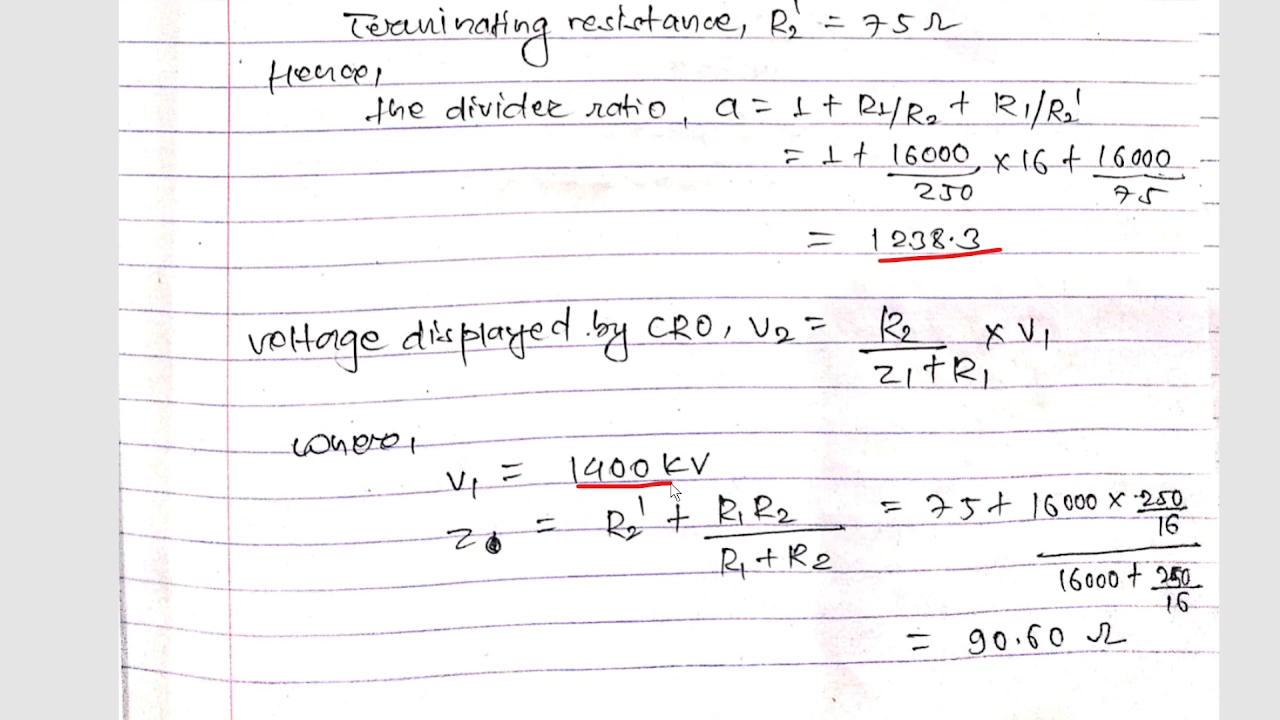 Terminating resistance, R2' = 75 Ω
Hence,
the divider ratio, a = 1 + R1/R2 + R1/R2'
= 1 + 16000/250 × 16 + 16000/75
= 1238.3
voltage displayed by CRO, V2 = R2/(Z1 + R1) × V1
where,
V1 = 1400 KV
Z = R2' + R1 R2/(R1 + R2) = 75 + (16000 × 250/16)/(16000 + 250/16)
= 90.60 Ω